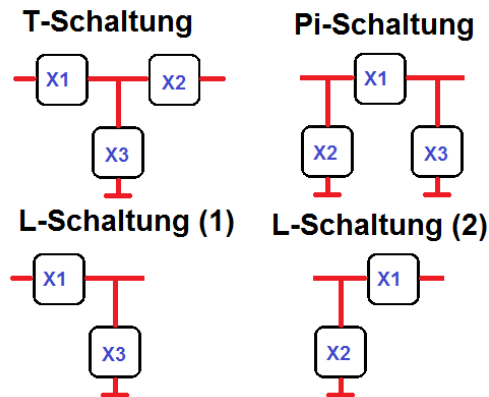 T-Schaltung
Pi-Schaltung
X1
X2
X3
X1
X2
X3
L-Schaltung (1)
L-Schaltung (2)
X1
X3
X1
X2